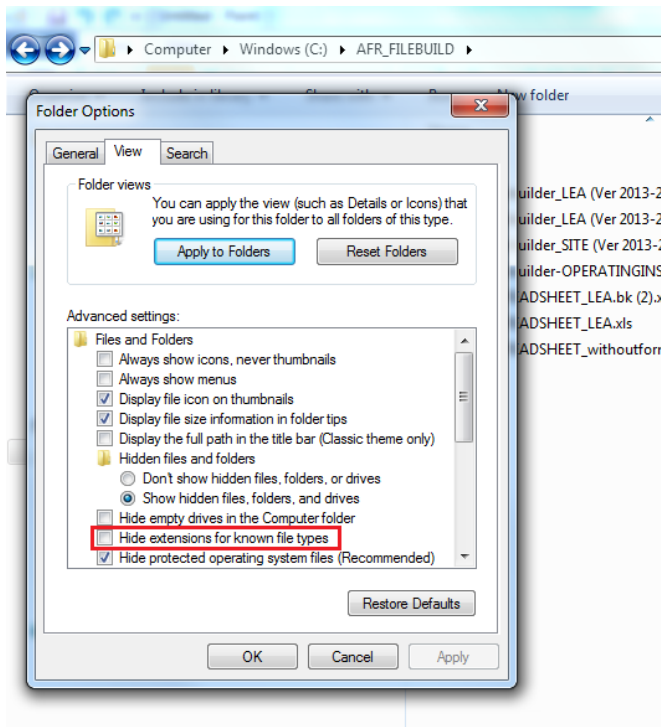 Computer Windows (C:) AFR_FILEBUILD
New folder
Folder Options
General View Search
Folder views
You can apply the view (such as Details or Icons) that
you are using for this folder to all folders of this type.
Apply to Folders Reset Folders
Advanced settings:
Files and Folders
Always show icons, never thumbnails
Always show menus
Display file icon on thumbnails
Display file size information in folder tips
Display the full path in the title bar (Classic theme only)
Hidden files and folders
Don't show hidden files, folders, or drives
Show hidden files, folders, and drives
Hide empty drives in the Computer folder
Hide extensions for known file types
Hide protected operating system files (Recommended)
Restore Defaults
OK Cancel Apply
uilder_LEA (Ver 2013-2
uilder_LEA (Ver 2013-2
uilder_SITE (Ver 2013-2
uilder-OPERATINGINS
ADSHEET_LEA.bk (2).x
ADSHEET_LEA.xls
ADSHEET_withoutfor